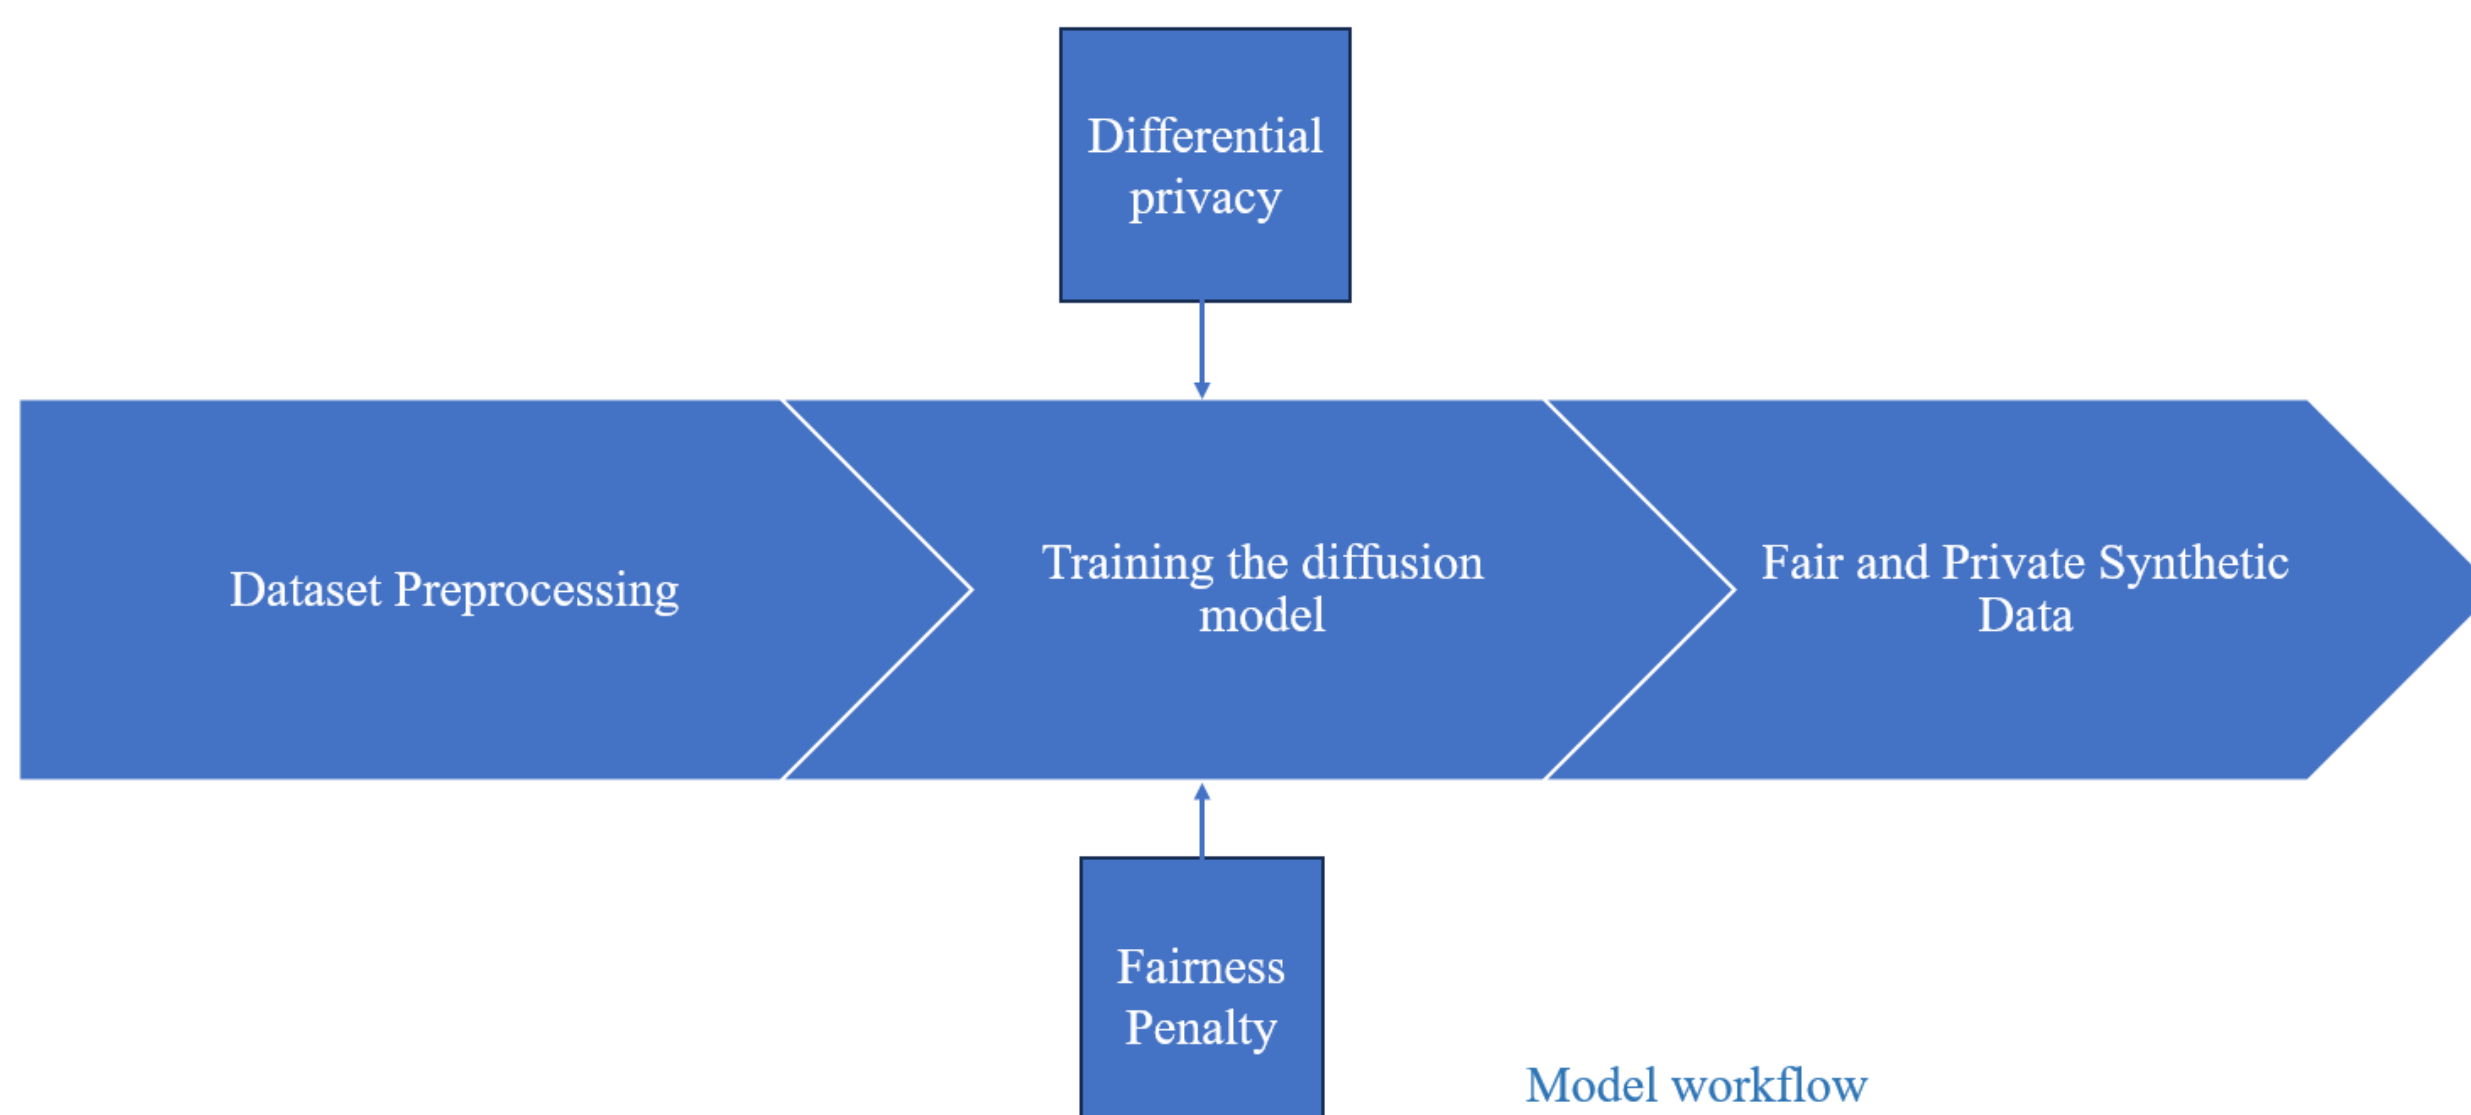 Differential
privacy
Dataset Preprocessing
Training the diffusion
model
Fair and Private Synthetic
Data
Fairness
Penalty
Model workflow